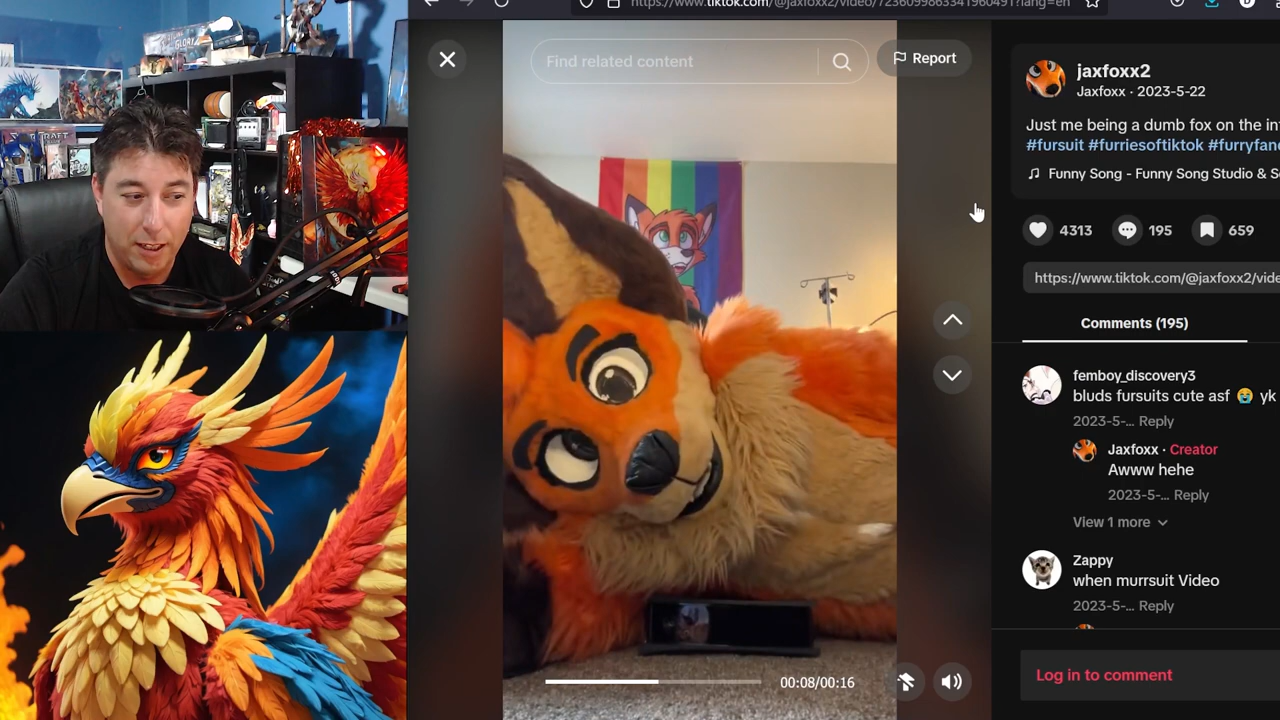 https://www.tiktok.com/@jaxfoxx2/video/7236099863341960491?lang=en
Find related content
Report
jaxfoxx2
Jaxfoxx · 2023-5-22
Just me being a dumb fox on the in
#fursuit #furriesoftiktok #furryfan
Funny Song - Funny Song Studio & S
4313
195
659
https://www.tiktok.com/@jaxfoxx2/vide
Comments (195)
femboy_discovery3
bluds fursuits cute asf 😭 yk
2023-5-... Reply
Jaxfoxx · Creator
Awww hehe
2023-5-... Reply
View 1 more
Zappy
when murrsuit Video
2023-5-... Reply
Log in to comment
00:08/00:16
GLORY